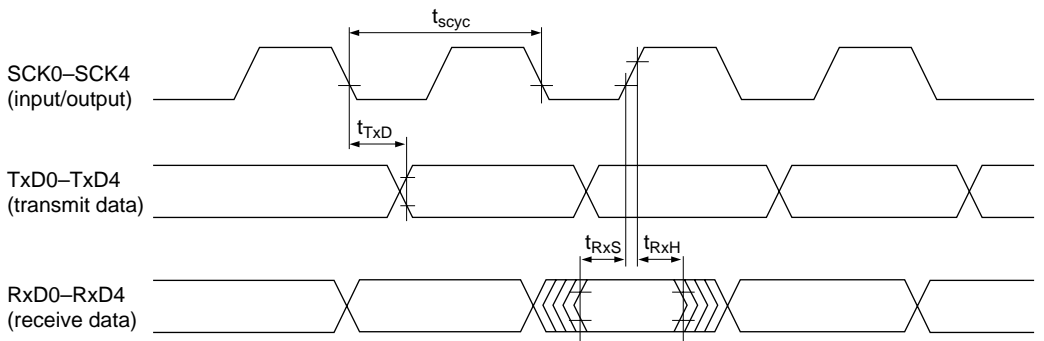 tscyc
SCK0–SCK4
(input/output)
tTxD
TxD0–TxD4
(transmit data)
tRxS
tRxH
RxD0–RxD4
(receive data)